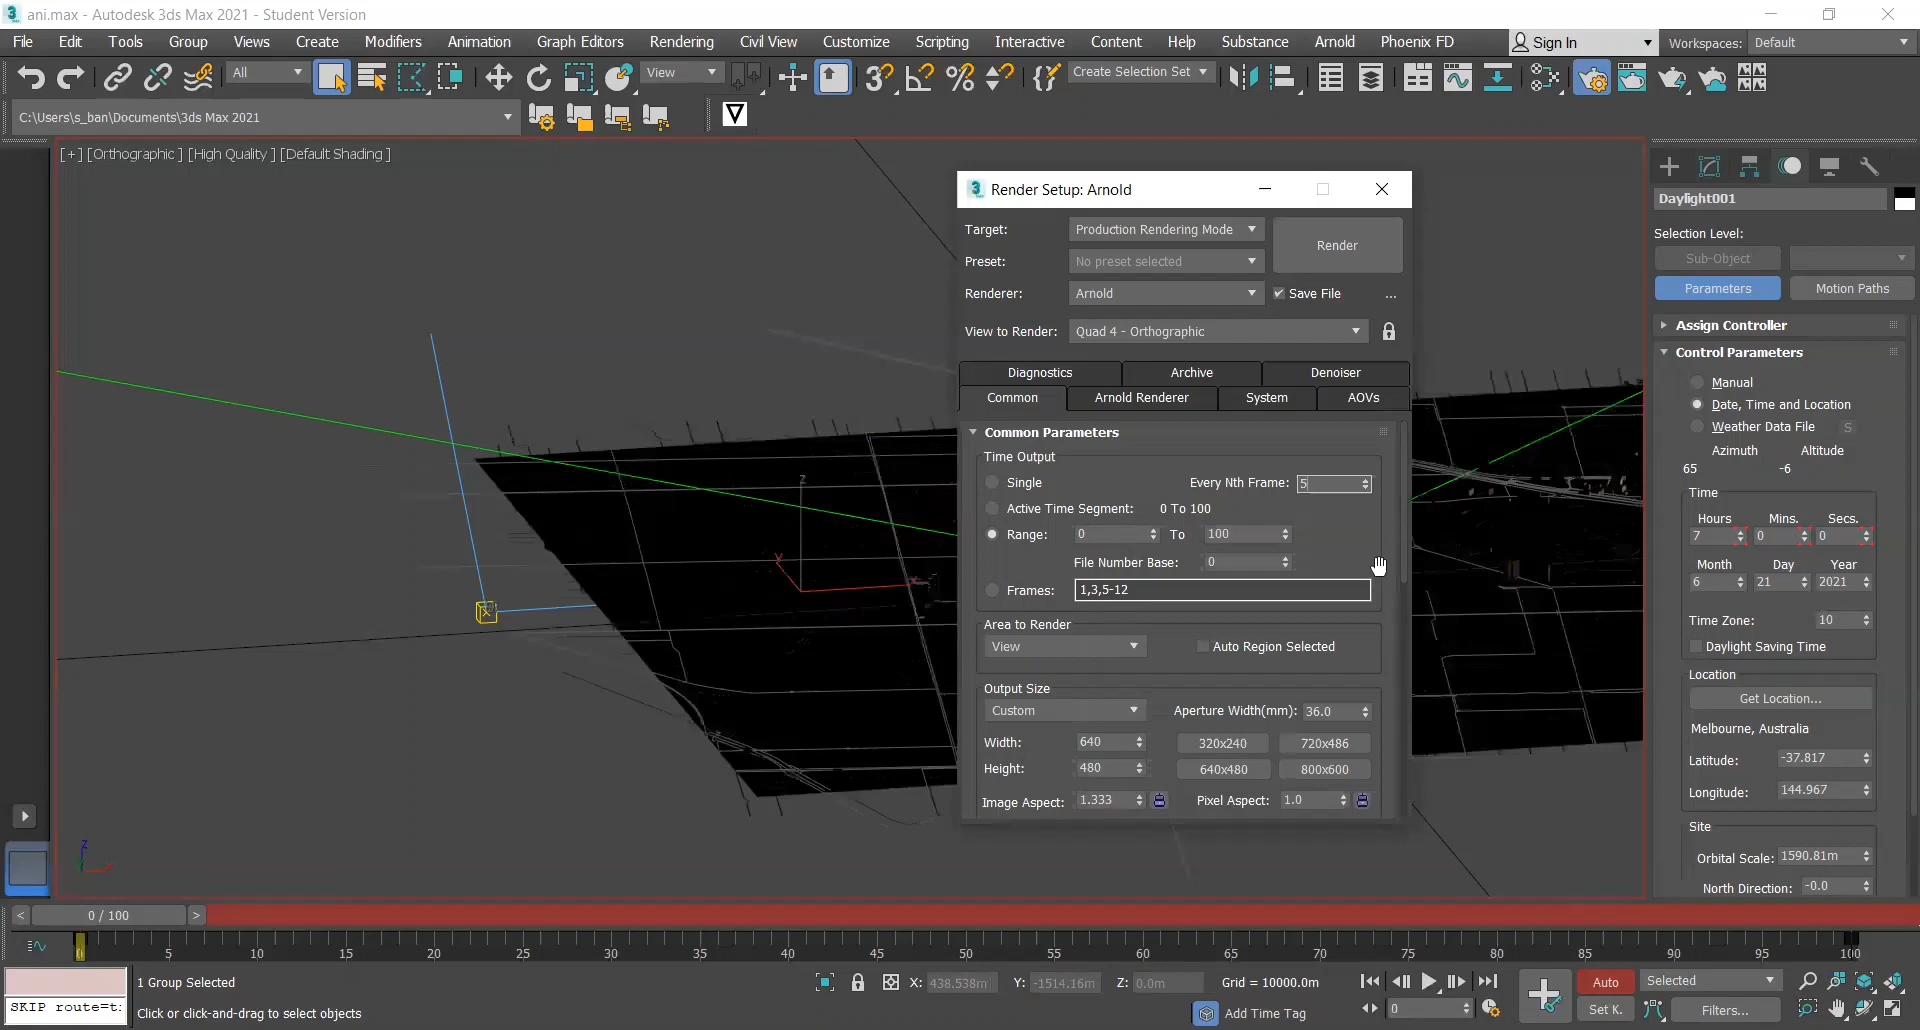 ani.max - Autodesk 3ds Max 2021 - Student Version
File Edit Tools Group Views Create Modifiers Animation Graph Editors Rendering Civil View Customize Scripting Interactive Content Help Substance Arnold Phoenix FD Sign In Workspaces: Default
All View Create Selection Set
C:\Users\s_ban\Documents\3ds Max 2021
[+] [Orthographic ] [High Quality ] [Default Shading ]
Render Setup: Arnold
Target: Production Rendering Mode Render
Preset: No preset selected
Renderer: Arnold Save File ...
View to Render: Quad 4 - Orthographic
Diagnostics Archive Denoiser
Common Arnold Renderer System AOVs
Common Parameters
Time Output
Single Every Nth Frame: 5
Active Time Segment: 0 To 100
Range: 0 To 100
File Number Base: 0
Frames: 1,3,5-12
Area to Render
View Auto Region Selected
Output Size
Custom Aperture Width(mm): 36.0
Width: 640 320x240 720x486
Height: 480 640x480 800x600
Image Aspect: 1.333 Pixel Aspect: 1.0
Daylight001
Selection Level:
Sub-Object
Parameters Motion Paths
Assign Controller
Control Parameters
Manual
Date, Time and Location
Weather Data File S
Azimuth Altitude
65 -6
Time
Hours Mins. Secs.
7 0 0
Month Day Year
6 21 2021
Time Zone: 10
Daylight Saving Time
Location
Get Location...
Melbourne, Australia
Latitude: -37.817
Longitude: 144.967
Site
Orbital Scale: 1590.81m
North Direction: -0.0
z
x
z
< 0 / 100 >
0 5 10 15 20 25 30 35 40 45 50 55 60 65 70 75 80 85 90 95 100
1 Group Selected X: 438.538m Y: -1514.16m Z: 0.0m Grid = 10000.0m Auto Selected
SKIP route=t: Click or click-and-drag to select objects Add Time Tag 0 Set K. Filters...